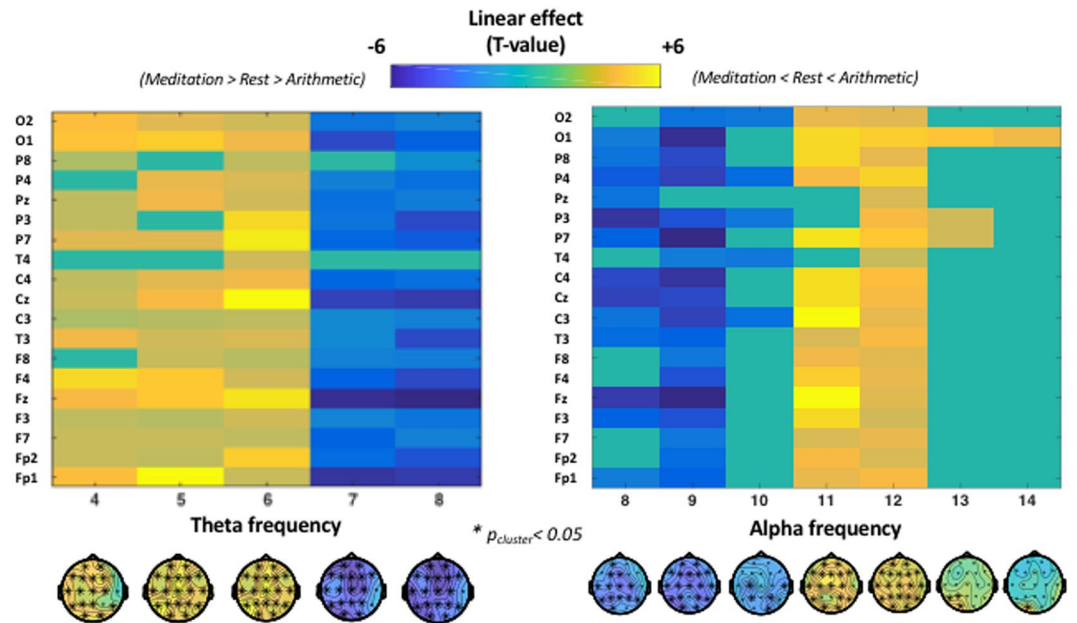 Linear effect
(T-value)
-6 +6
(Meditation > Rest > Arithmetic) (Meditation < Rest < Arithmetic)
O2 O2
O1 O1
P8 P8
P4 P4
Pz Pz
P3 P3
P7 P7
T4 T4
C4 C4
Cz Cz
C3 C3
T3 T3
F8 F8
F4 F4
Fz Fz
F3 F3
F7 F7
Fp2 Fp2
Fp1 Fp1
4 5 6 7 8 8 9 10 11 12 13 14
Theta frequency Alpha frequency
* pcluster< 0.05